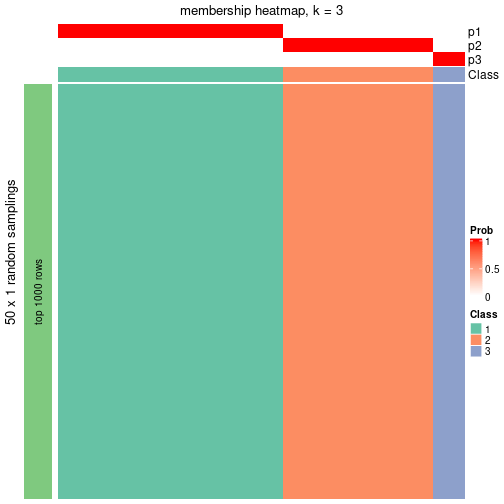 membership heatmap, k = 3
p1
p2
p3
Class
50 x 1 random samplings
top 1000 rows
Prob
1
0.5
0
Class
1
2
3